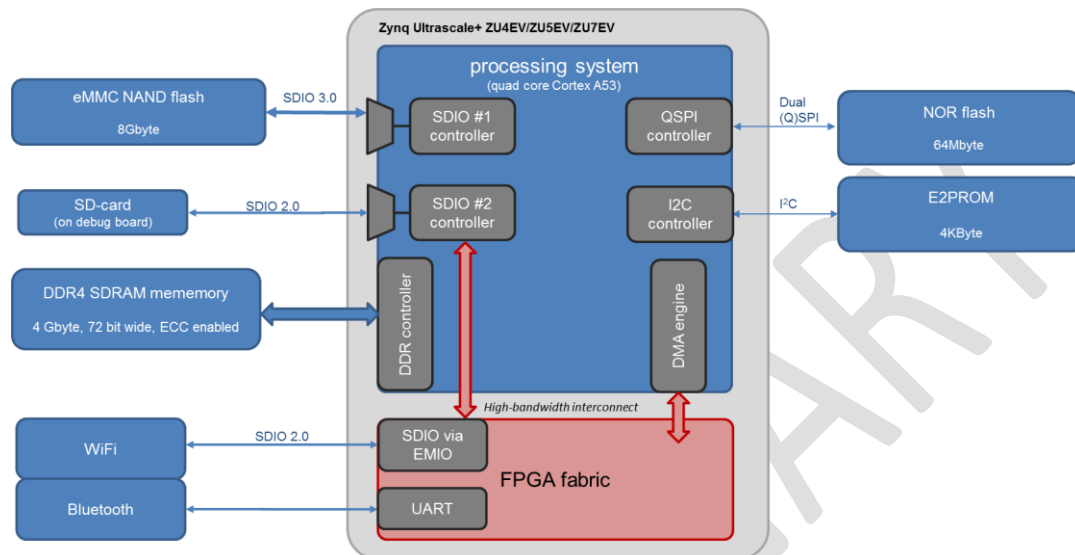 Zynq Ultrascale+ ZU4EV/ZU5EV/ZU7EV
processing system
(quad core Cortex A53)
eMMC NAND flash
8Gbyte
SDIO 3.0
SDIO #1
controller
QSPI
controller
Dual
(Q)SPI
NOR flash
64Mbyte
SD-card
(on debug board)
SDIO 2.0
SDIO #2
controller
I2C
controller
I²C
E2PROM
4KByte
DDR4 SDRAM mememory
4 Gbyte, 72 bit wide, ECC enabled
DDR controller
DMA engine
High-bandwidth interconnect
WiFi
SDIO 2.0
SDIO via
EMIO
FPGA fabric
Bluetooth
UART